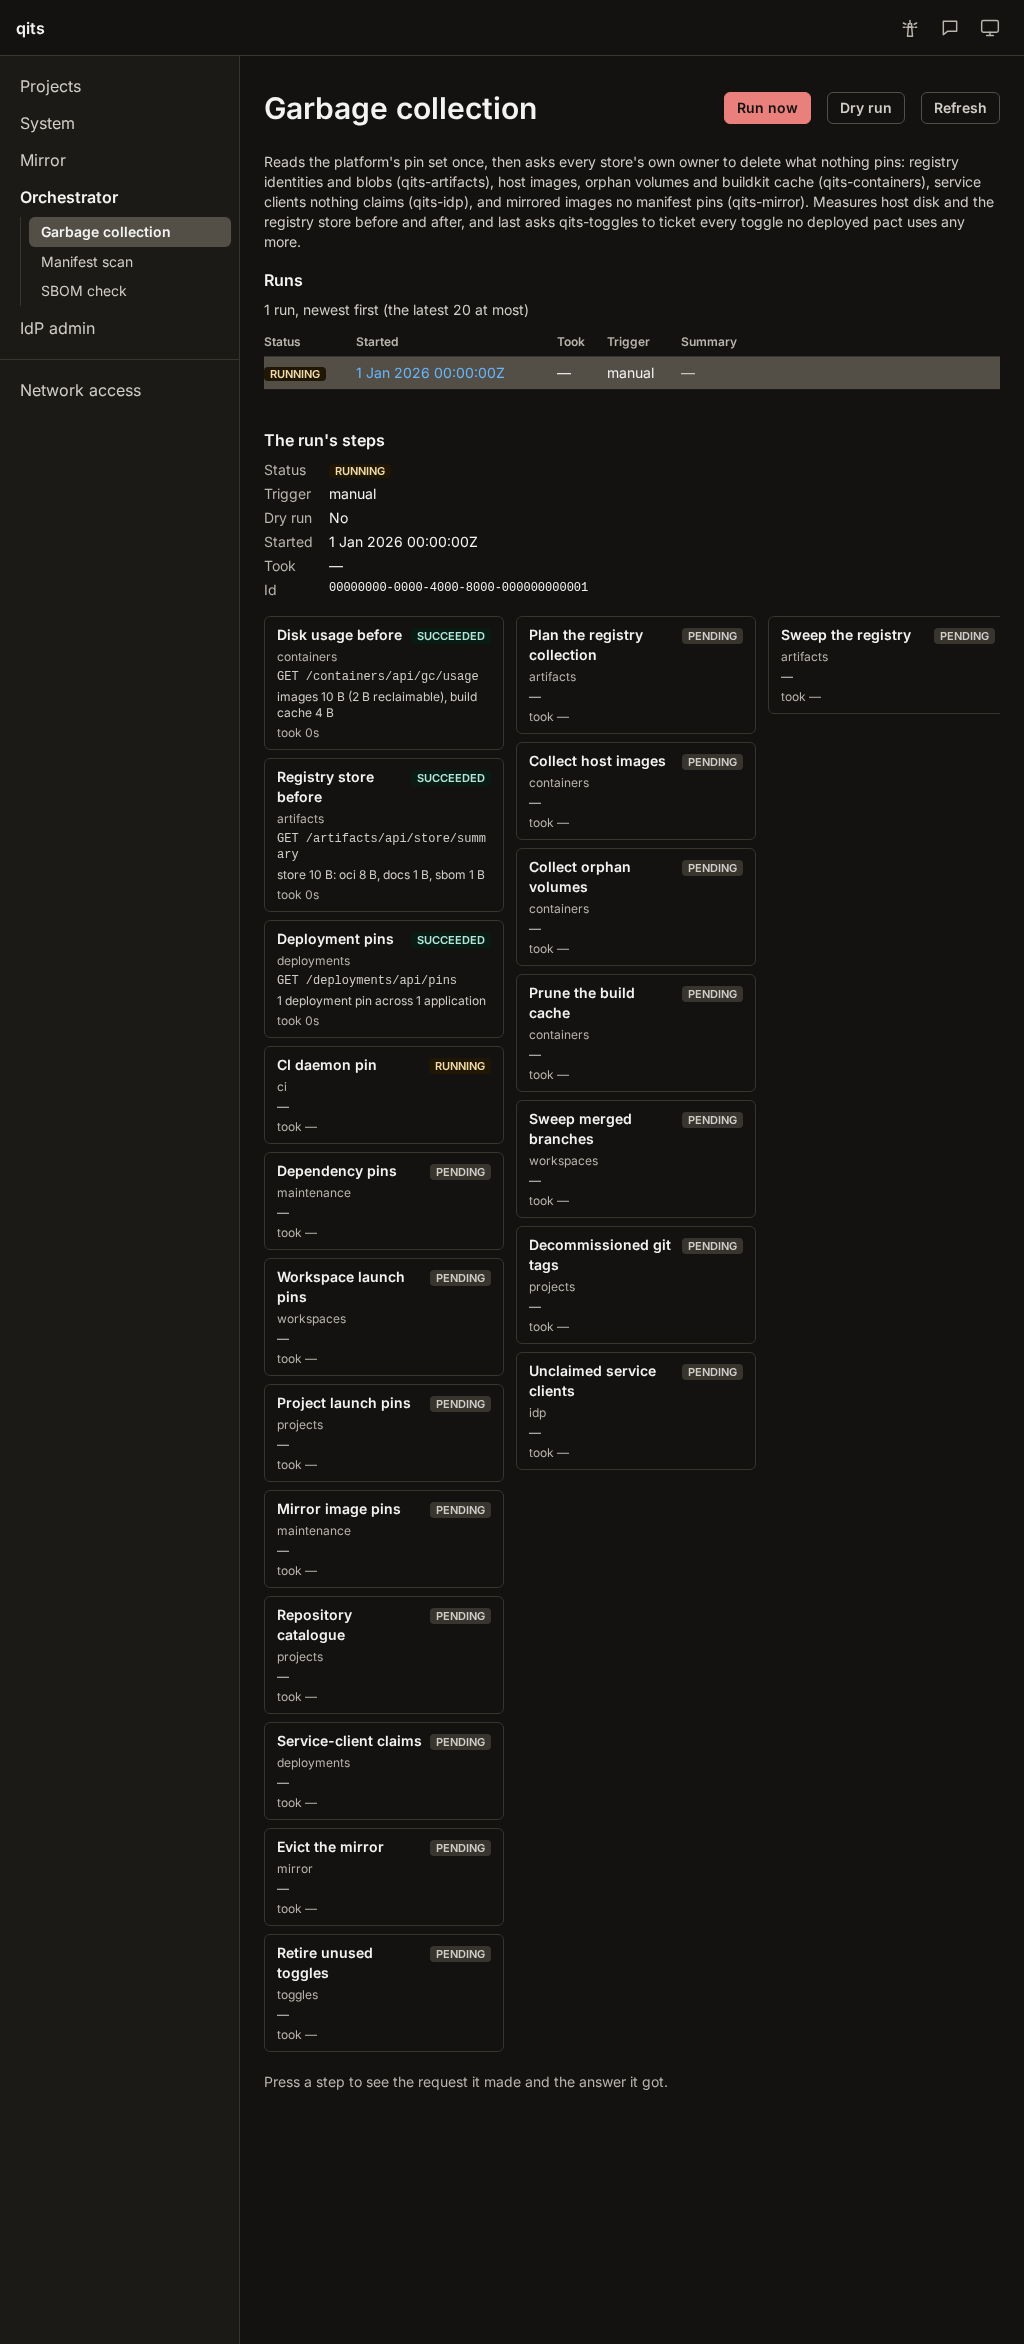 qits
Projects
System
Mirror
Orchestrator
Garbage collection
Manifest scan
SBOM check
IdP admin
Network access
Garbage collection
Run now
Dry run
Refresh
Reads the platform's pin set once, then asks every store's own owner to delete what nothing pins: registry
identities and blobs (qits-artifacts), host images, orphan volumes and buildkit cache (qits-containers), service
clients nothing claims (qits-idp), and mirrored images no manifest pins (qits-mirror). Measures host disk and the
registry store before and after, and last asks qits-toggles to ticket every toggle no deployed pact uses any
more.
Runs
1 run, newest first (the latest 20 at most)
Status Started Took Trigger Summary
RUNNING 1 Jan 2026 00:00:00Z — manual —
The run's steps
Status RUNNING
Trigger manual
Dry run No
Started 1 Jan 2026 00:00:00Z
Took —
Id 00000000-0000-4000-8000-000000000001
Disk usage before SUCCEEDED
containers
GET /containers/api/gc/usage
images 10 B (2 B reclaimable), build
cache 4 B
took 0s
Registry store
before
SUCCEEDED
artifacts
GET /artifacts/api/store/summ
ary
store 10 B: oci 8 B, docs 1 B, sbom 1 B
took 0s
Deployment pins SUCCEEDED
deployments
GET /deployments/api/pins
1 deployment pin across 1 application
took 0s
CI daemon pin RUNNING
ci
—
took —
Dependency pins PENDING
maintenance
—
took —
Workspace launch
pins
PENDING
workspaces
—
took —
Project launch pins PENDING
projects
—
took —
Mirror image pins PENDING
maintenance
—
took —
Repository
catalogue
PENDING
projects
—
took —
Service-client claims PENDING
deployments
—
took —
Evict the mirror PENDING
mirror
—
took —
Retire unused
toggles
PENDING
toggles
—
took —
Plan the registry
collection
PENDING
artifacts
—
took —
Collect host images PENDING
containers
—
took —
Collect orphan
volumes
PENDING
containers
—
took —
Prune the build
cache
PENDING
containers
—
took —
Sweep merged
branches
PENDING
workspaces
—
took —
Decommissioned git
tags
PENDING
projects
—
took —
Unclaimed service
clients
PENDING
idp
—
took —
Sweep the registry PENDING
artifacts
—
took —
Press a step to see the request it made and the answer it got.